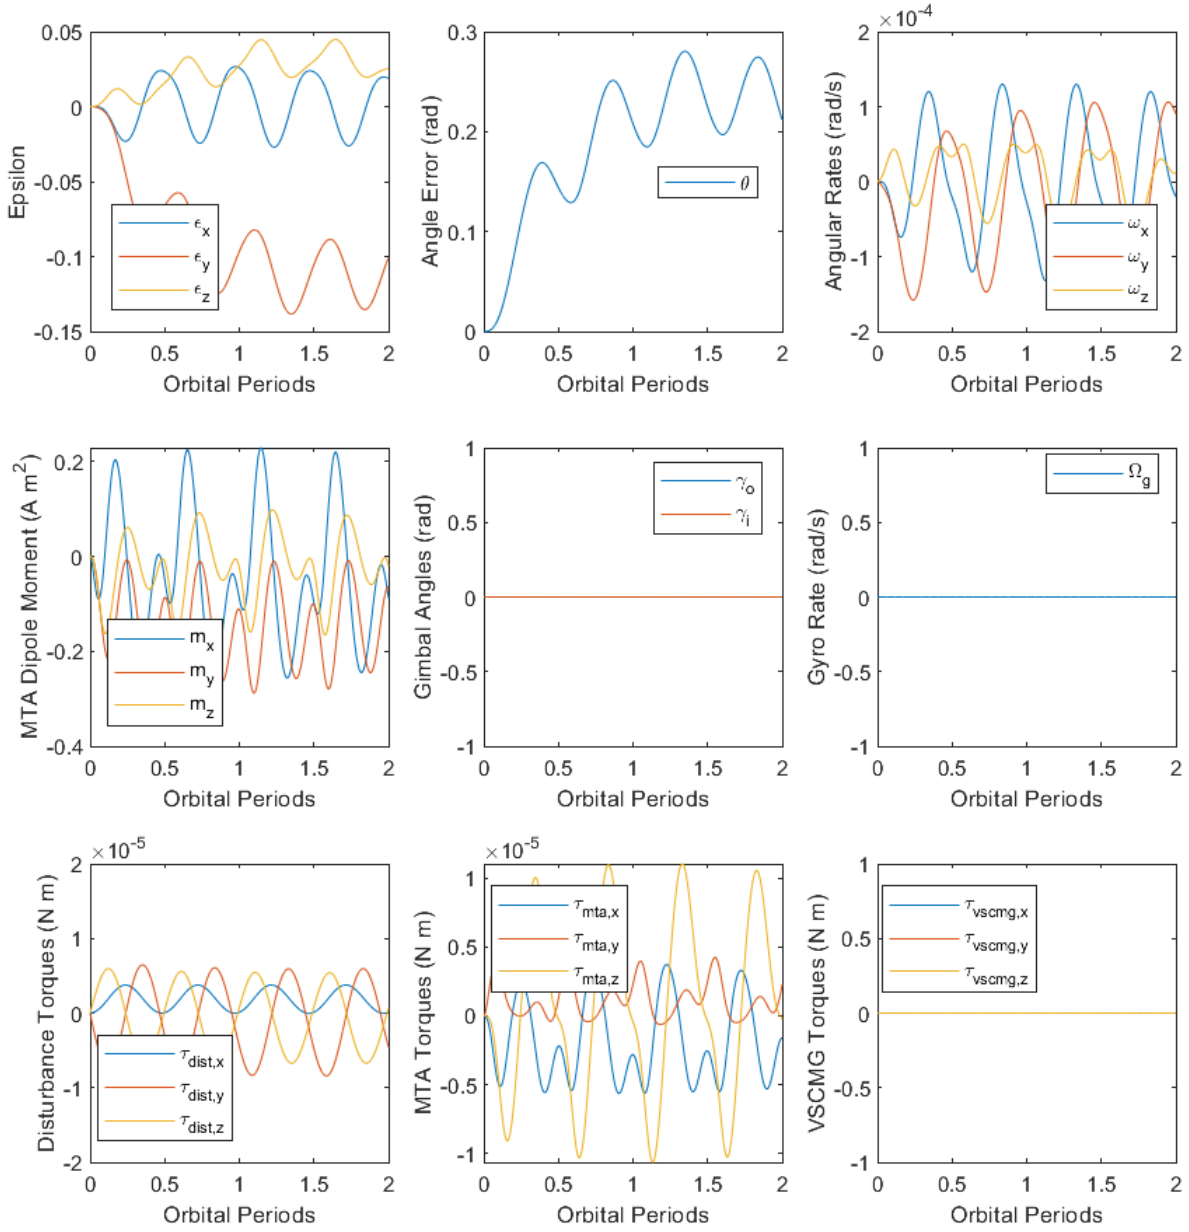 0.05
0
-0.05
-0.1
-0.15
Epsilon
ϵx
ϵy
ϵz
0 0.5 1 1.5 2
Orbital Periods
0.3
0.2
0.1
0
Angle Error (rad)
θ
0 0.5 1 1.5 2
Orbital Periods
×10-4
2
1
0
-1
-2
Angular Rates (rad/s)
ωx
ωy
ωz
0 0.5 1 1.5 2
Orbital Periods
0.2
0
-0.2
-0.4
MTA Dipole Moment (A m2)
mx
my
mz
0 0.5 1 1.5 2
Orbital Periods
1
0.5
0
-0.5
-1
Gimbal Angles (rad)
γo
γi
0 0.5 1 1.5 2
Orbital Periods
1
0.5
0
-0.5
-1
Gyro Rate (rad/s)
Ωg
0 0.5 1 1.5 2
Orbital Periods
×10-5
2
1
0
-1
-2
Disturbance Torques (N m)
τdist,x
τdist,y
τdist,z
0 0.5 1 1.5 2
Orbital Periods
×10-5
1
0.5
0
-0.5
-1
MTA Torques (N m)
τmta,x
τmta,y
τmta,z
0 0.5 1 1.5 2
Orbital Periods
1
0.5
0
-0.5
-1
VSCMG Torques (N m)
τvscmg,x
τvscmg,y
τvscmg,z
0 0.5 1 1.5 2
Orbital Periods